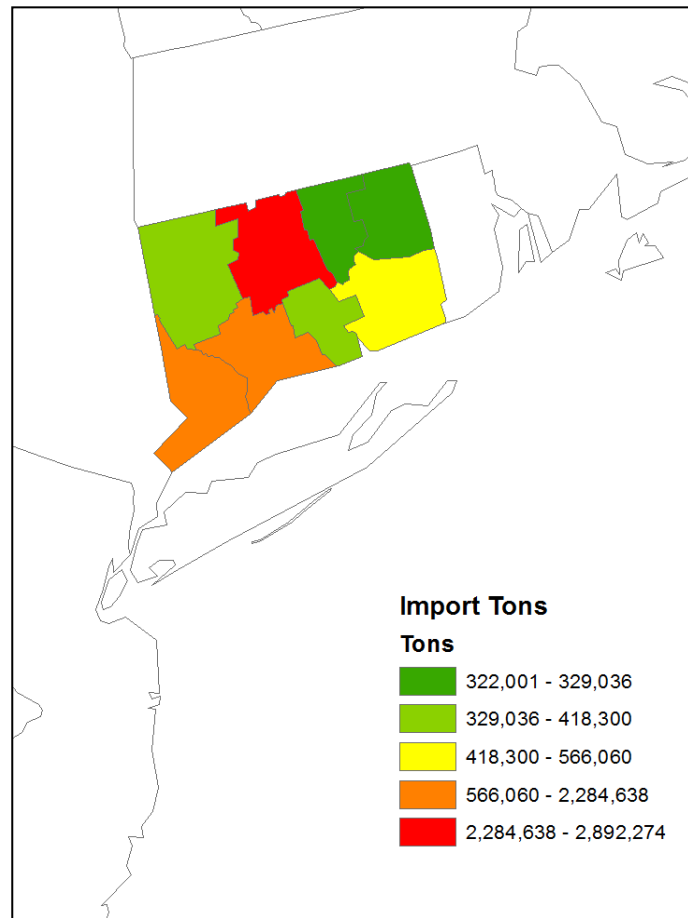 Import Tons
Tons
322,001 - 329,036
329,036 - 418,300
418,300 - 566,060
566,060 - 2,284,638
2,284,638 - 2,892,274